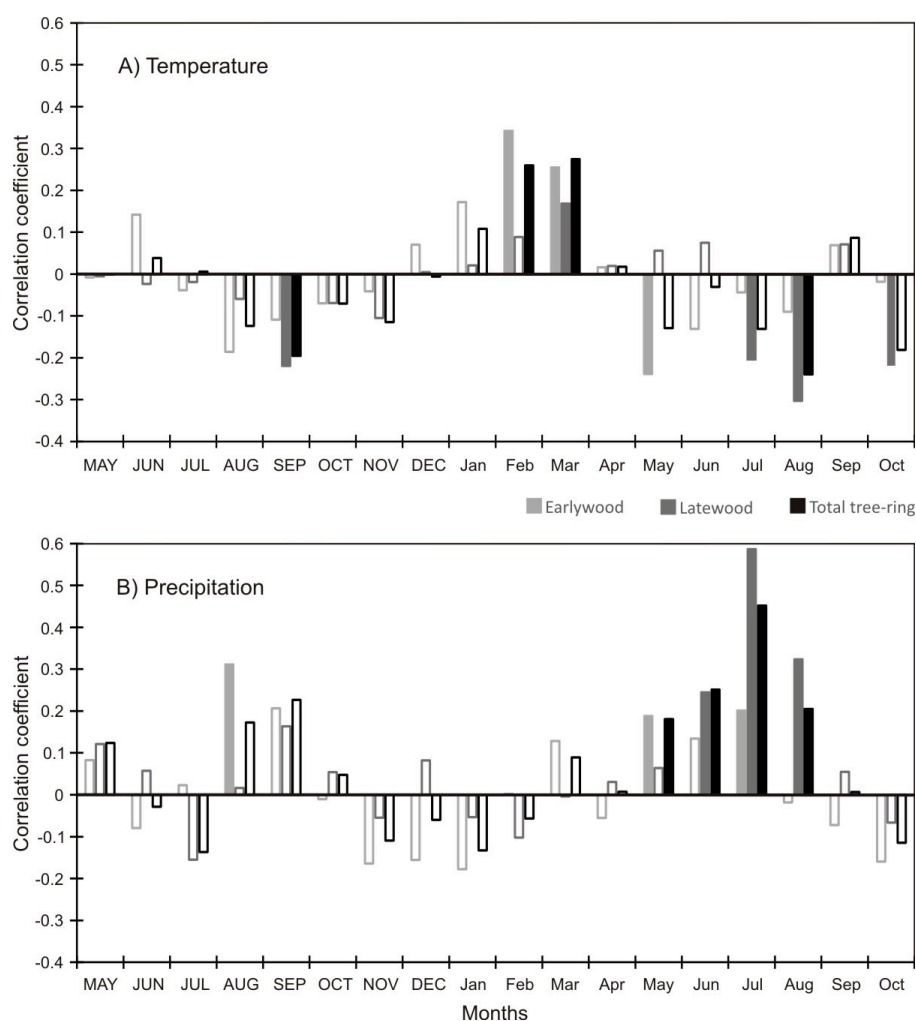 A) Temperature
Correlation coefficient
0.6
0.5
0.4
0.3
0.2
0.1
0
-0.1
-0.2
-0.3
-0.4
MAY JUN JUL AUG SEP OCT NOV DEC Jan Feb Mar Apr May Jun Jul Aug Sep Oct
Earlywood Latewood Total tree-ring
B) Precipitation
Correlation coefficient
0.6
0.5
0.4
0.3
0.2
0.1
0
-0.1
-0.2
-0.3
-0.4
MAY JUN JUL AUG SEP OCT NOV DEC Jan Feb Mar Apr May Jun Jul Aug Sep Oct
Months